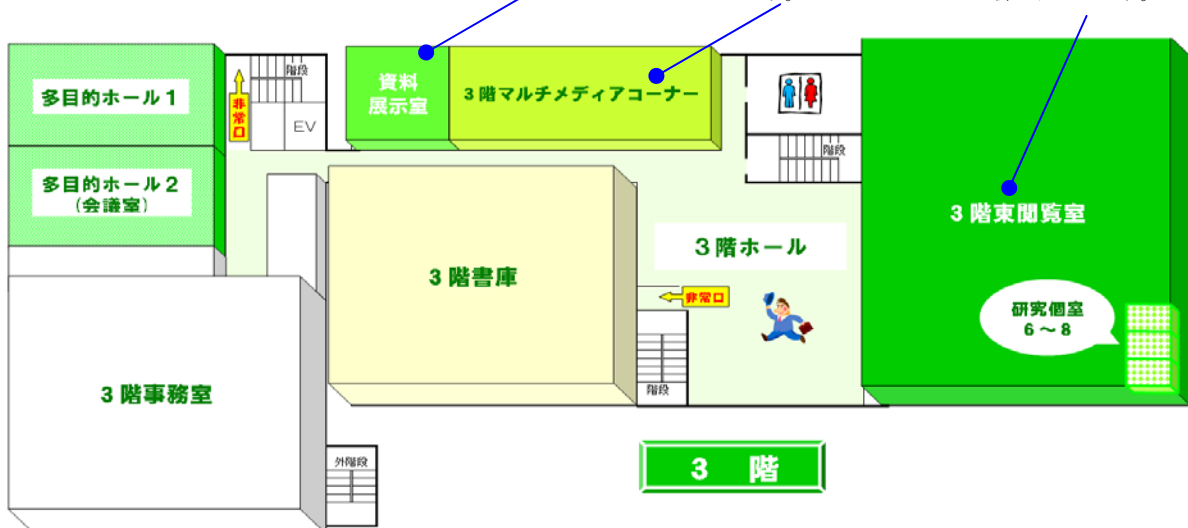 多目的ホール1
多目的ホール2
(会議室)
非常口
階段
EV
資料
展示室
3階マルチメディアコーナー
階段
3階東閲覧室
3階ホール
3階書庫
非常口
研究個室
6～8
3階事務室
階段
外階段
3 階